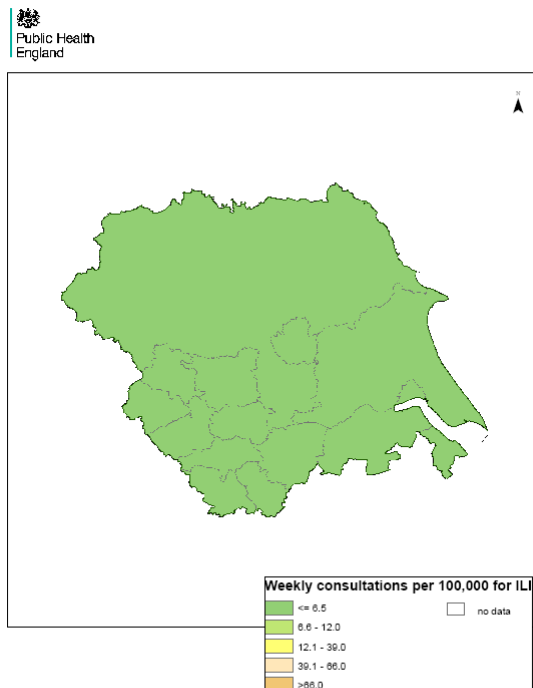 Public Health
England
N
Weekly consultations per 100,000 for ILI
<= 6.5
no data
6.6 - 12.0
12.1 - 39.0
39.1 - 66.0
>66.0